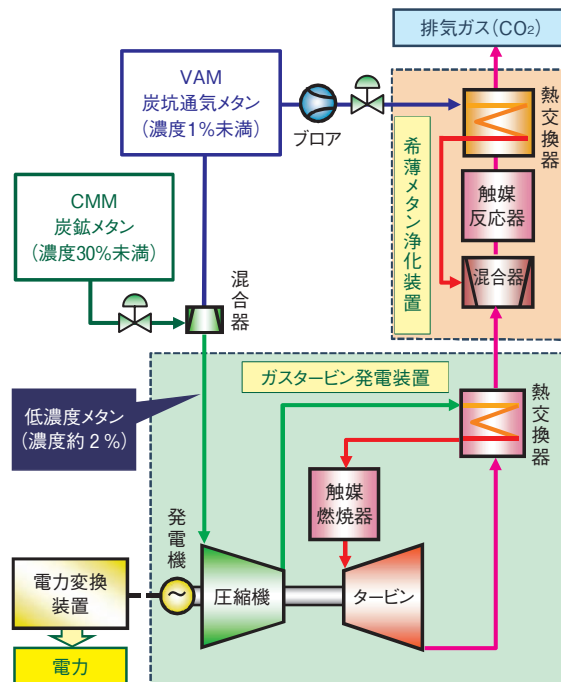 排気ガス(CO₂)
VAM
炭坑通気メタン
(濃度1%未満)
ブロア
熱交換器
希薄メタン浄化装置
触媒
反応器
混合器
CMM
炭鉱メタン
(濃度30%未満)
混合器
ガスタービン発電装置
低濃度メタン
(濃度約2%)
熱交換器
触媒
燃焼器
発電機
~
圧縮機
タービン
電力変換
装置
電力